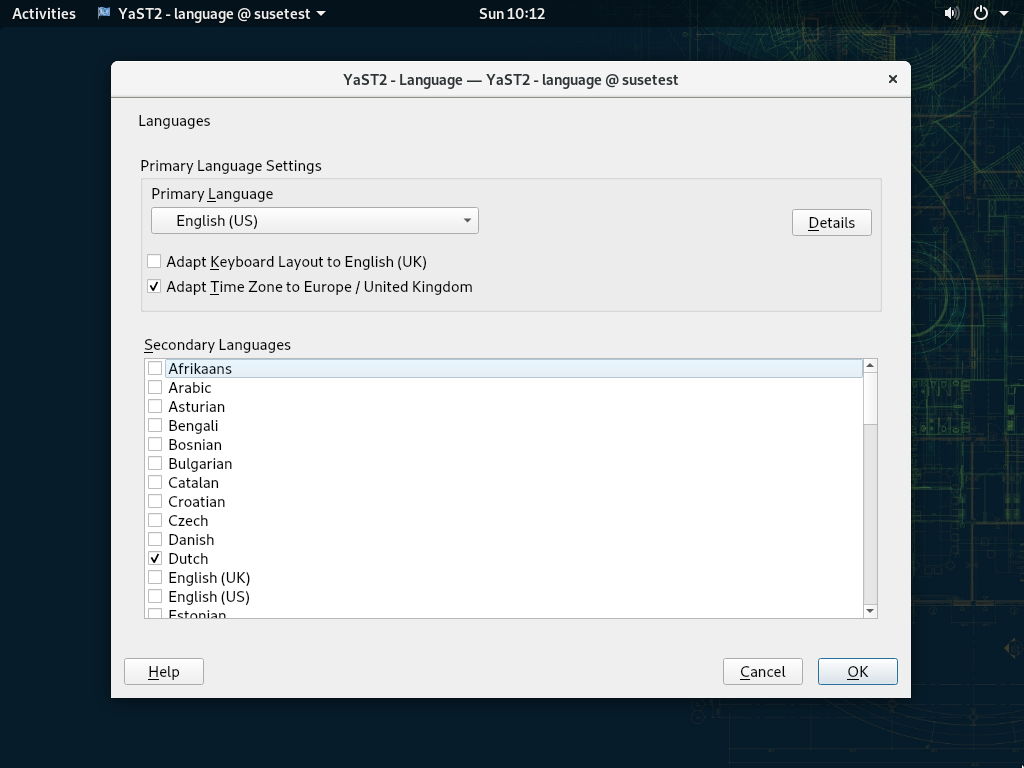 Activities YaST2 - language @ susetest Sun 10:12
YaST2 - Language — YaST2 - language @ susetest
Languages
Primary Language Settings
Primary Language
English (US)
Details
Adapt Keyboard Layout to English (UK)
Adapt Time Zone to Europe / United Kingdom
Secondary Languages
Afrikaans
Arabic
Asturian
Bengali
Bosnian
Bulgarian
Catalan
Croatian
Czech
Danish
Dutch
English (UK)
English (US)
Estonian
Help Cancel OK